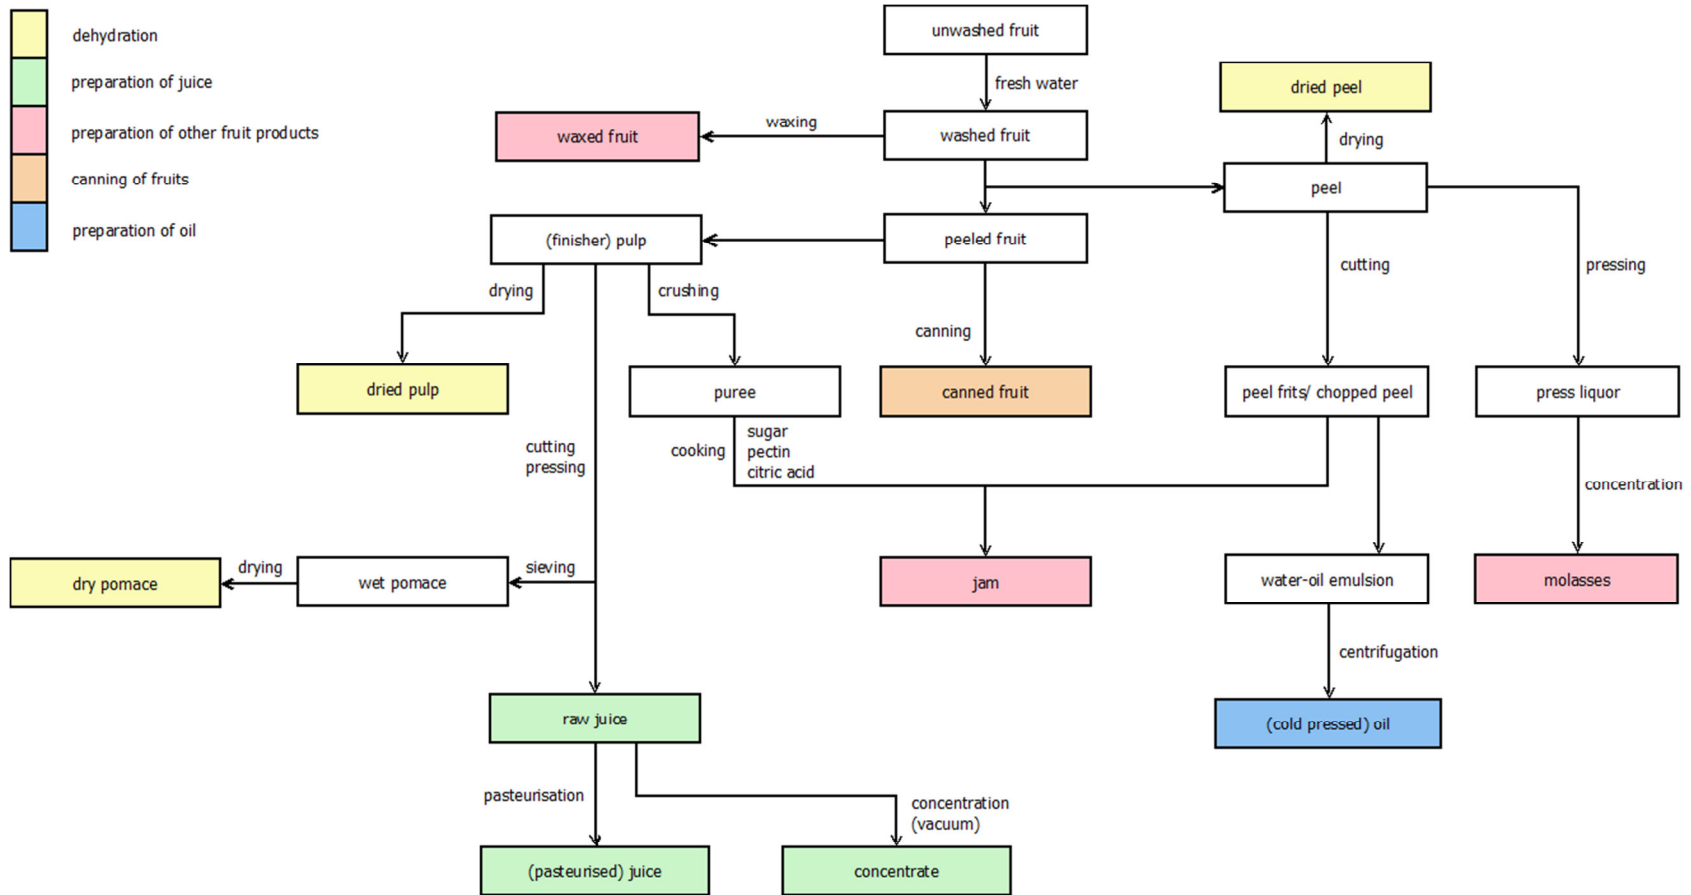 dehydration
preparation of juice
preparation of other fruit products
canning of fruits
preparation of oil
unwashed fruit
fresh water
dried peel
waxed fruit
waxing
washed fruit
drying
peel
(finisher) pulp
peeled fruit
drying
crushing
cutting
pressing
canning
dried pulp
puree
canned fruit
peel frits/ chopped peel
press liquor
cutting
pressing
cooking
sugar
pectin
citric acid
concentration
dry pomace
drying
wet pomace
sieving
jam
water-oil emulsion
molasses
centrifugation
raw juice
(cold pressed) oil
pasteurisation
concentration
(vacuum)
(pasteurised) juice
concentrate